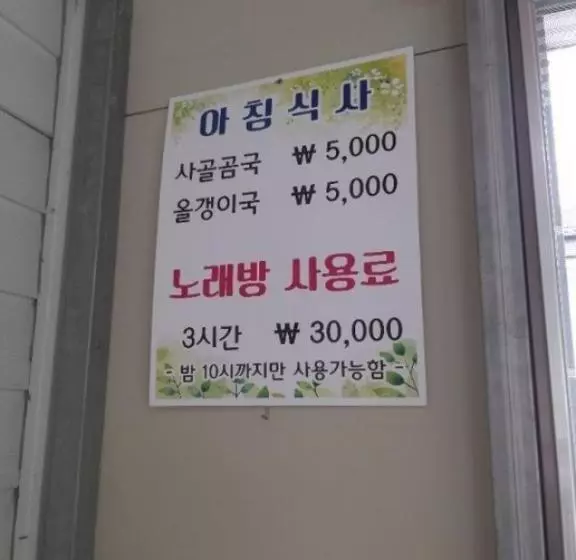 아침식사
사골곰국 ₩ 5,000
올갱이국 ₩ 5,000
노래방 사용료
3시간 ₩ 30,000
- 밤 10시까지만 사용가능함 -